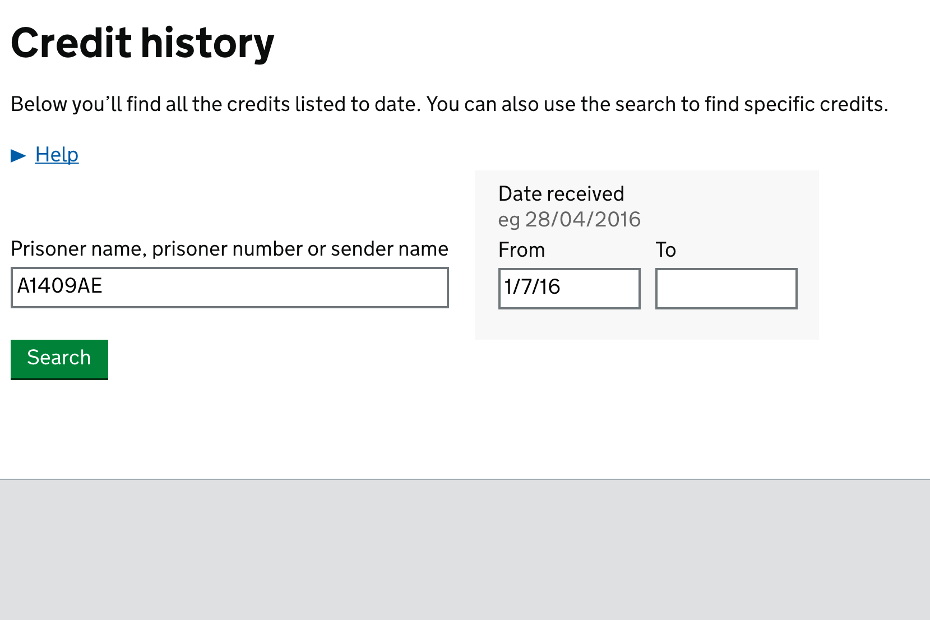 Credit history
Below you’ll find all the credits listed to date. You can also use the search to find specific credits.
Help
Prisoner name, prisoner number or sender name
A1409AE
Date received
eg 28/04/2016
From To
1/7/16
Search